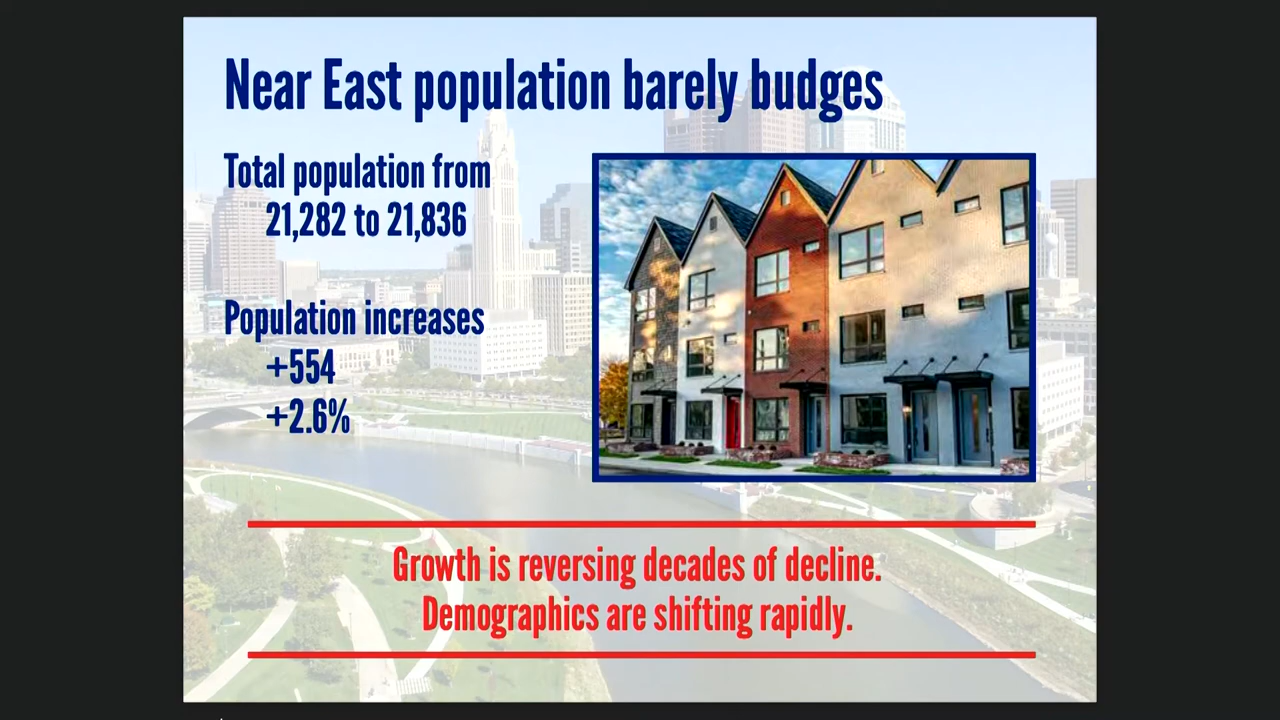 Near East population barely budges
Total population from
21,282 to 21,836
Population increases
+554
+2.6%
Growth is reversing decades of decline.
Demographics are shifting rapidly.